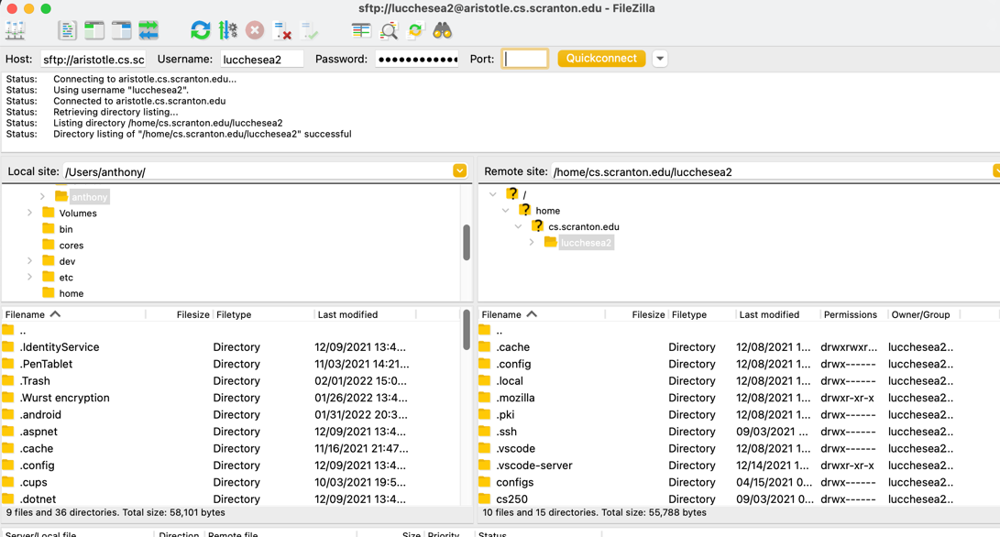 sftp://lucchesea2@aristotle.cs.scranton.edu - FileZilla
Host: sftp://aristotle.cs.sc Username: lucchesea2 Password: ●●●●●●●●●●●● Port: Quickconnect
Status: Connecting to aristotle.cs.scranton.edu...
Status: Using username "lucchesea2".
Status: Connected to aristotle.cs.scranton.edu
Status: Retrieving directory listing...
Status: Listing directory /home/cs.scranton.edu/lucchesea2
Status: Directory listing of "/home/cs.scranton.edu/lucchesea2" successful
Local site: /Users/anthony/
anthony
Volumes
bin
cores
dev
etc
home
Filename Filesize Filetype Last modified
..
.IdentityService Directory 12/09/2021 13:4...
.PenTablet Directory 11/03/2021 14:21...
.Trash Directory 02/01/2022 15:0...
.Wurst encryption Directory 01/26/2022 13:4...
.android Directory 01/31/2022 20:3...
.aspnet Directory 12/09/2021 13:4...
.cache Directory 11/16/2021 21:47...
.config Directory 12/09/2021 13:4...
.cups Directory 10/03/2021 19:5...
.dotnet Directory 12/09/2021 13:4...
9 files and 36 directories. Total size: 58,101 bytes
Remote site: /home/cs.scranton.edu/lucchesea2
? /
? home
? cs.scranton.edu
lucchesea2
Filename Filesize Filetype Last modified Permissions Owner/Group
..
.cache Directory 12/08/2021 1... drwxrwxr... lucchesea2..
.config Directory 12/08/2021 1... drwx------ lucchesea2..
.local Directory 12/08/2021 1... drwx------ lucchesea2..
.mozilla Directory 12/08/2021 1... drwxr-xr-x lucchesea2..
.pki Directory 12/08/2021 1... drwx------ lucchesea2..
.ssh Directory 09/03/2021 ... drwx------ lucchesea2..
.vscode Directory 12/08/2021 1... drwx------ lucchesea2..
.vscode-server Directory 12/14/2021 1... drwxr-xr-x lucchesea2..
configs Directory 04/15/2021 0... drwx------ lucchesea2..
cs250 Directory 09/03/2021 0... drwx------ lucchesea2..
10 files and 15 directories. Total size: 55,788 bytes
Server/Local file Direction Remote file Size Priority Status